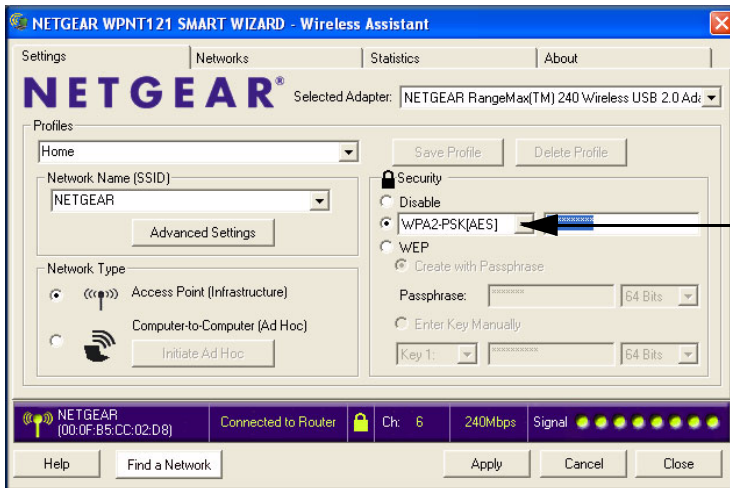 NETGEAR WPNT121 SMART WIZARD - Wireless Assistant
Settings Networks Statistics About
NETGEAR® Selected Adapter: NETGEAR RangeMax(TM) 240 Wireless USB 2.0 Ada
Profiles
Home Save Profile Delete Profile
Network Name (SSID)
NETGEAR
Advanced Settings
Network Type
Access Point (Infrastructure)
Computer-to-Computer (Ad Hoc)
Initiate Ad Hoc
Security
Disable
WPA2-PSK[AES]
WEP
Create with Passphrase
Passphrase: ******* 64 Bits
Enter Key Manually
Key 1: ********** 64 Bits
NETGEAR
(00:0F:B5:CC:02:D8) Connected to Router Ch: 6 240Mbps Signal
Help Find a Network Apply Cancel Close